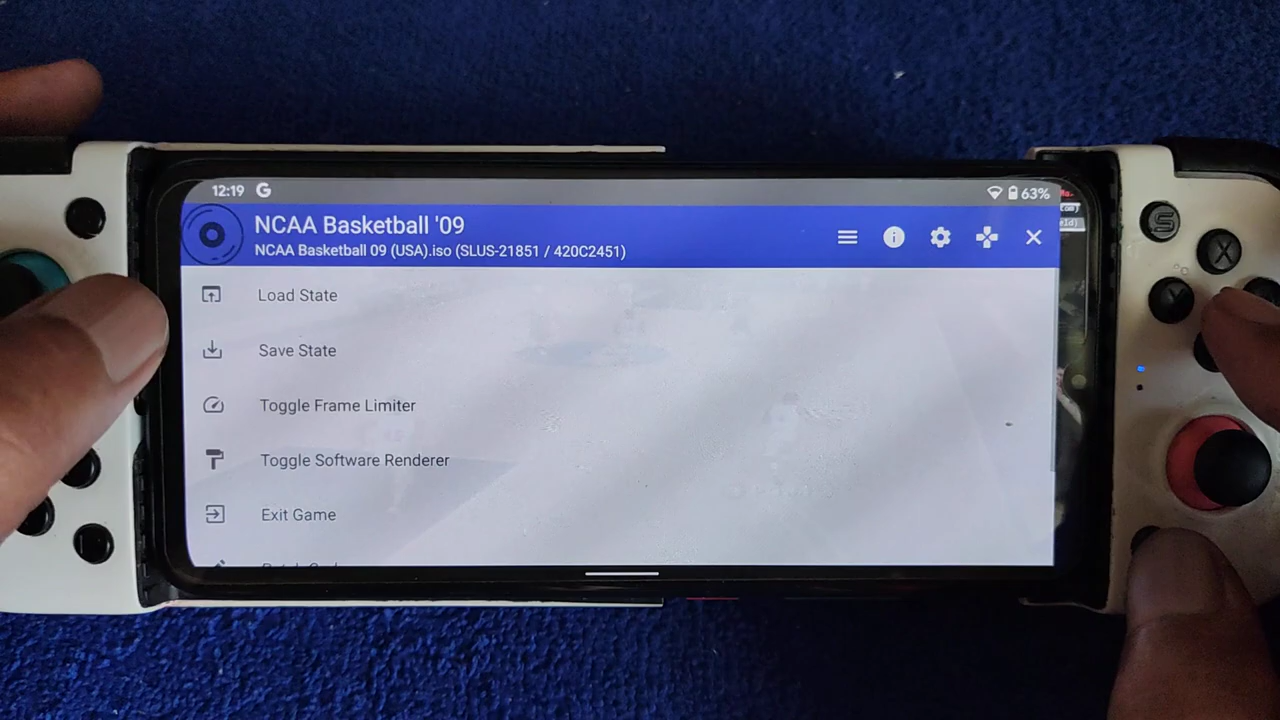 12:19 G 63%
NCAA Basketball '09
NCAA Basketball 09 (USA).iso (SLUS-21851 / 420C2451)
Load State
Save State
Toggle Frame Limiter
Toggle Software Renderer
Exit Game
S
X
Y